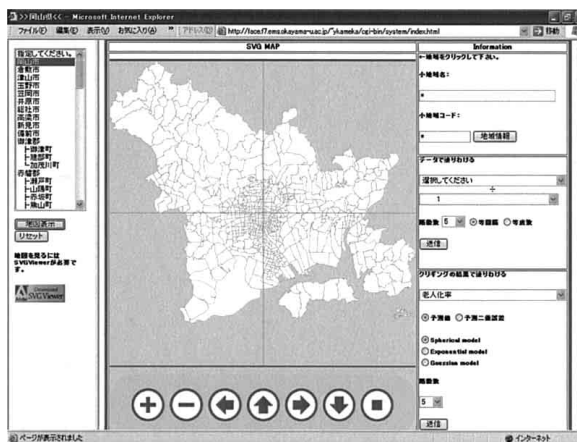 >>岡山県くく - Microsoft Internet Explorer
ファイル(F) 編集(E) 表示(V) お気に入り(A) » アドレス(D) http://face.f7.ems.okayama-u.ac.jp/~ykameka/cgi-bin/system/index.html 移動
指定してください。
岡山市
倉敷市
津山市
玉野市
笠岡市
井原市
総社市
高梁市
新見市
備前市
御津郡
├御津町
├建部町
└加茂川町
赤磐郡
├瀬戸町
├山陽町
├赤坂町
├熊山町
地図表示
リセット
地図を見るには
SVGViewerが必要で
す。
Download
SVG Viewer
SVG MAP
Information
←地域をクリックして下さい。
小地域名:
*
小地域コード:
*
地域情報
データで塗りわける
選択してください
1
階級数 5 等間隔 等点数
送信
クリギングの結果で塗りわける
老人化率
予測値 予測二乗誤差
Spherical model
Exponential model
Gaussian model
階級数
5
送信
ページが表示されました
インターネット